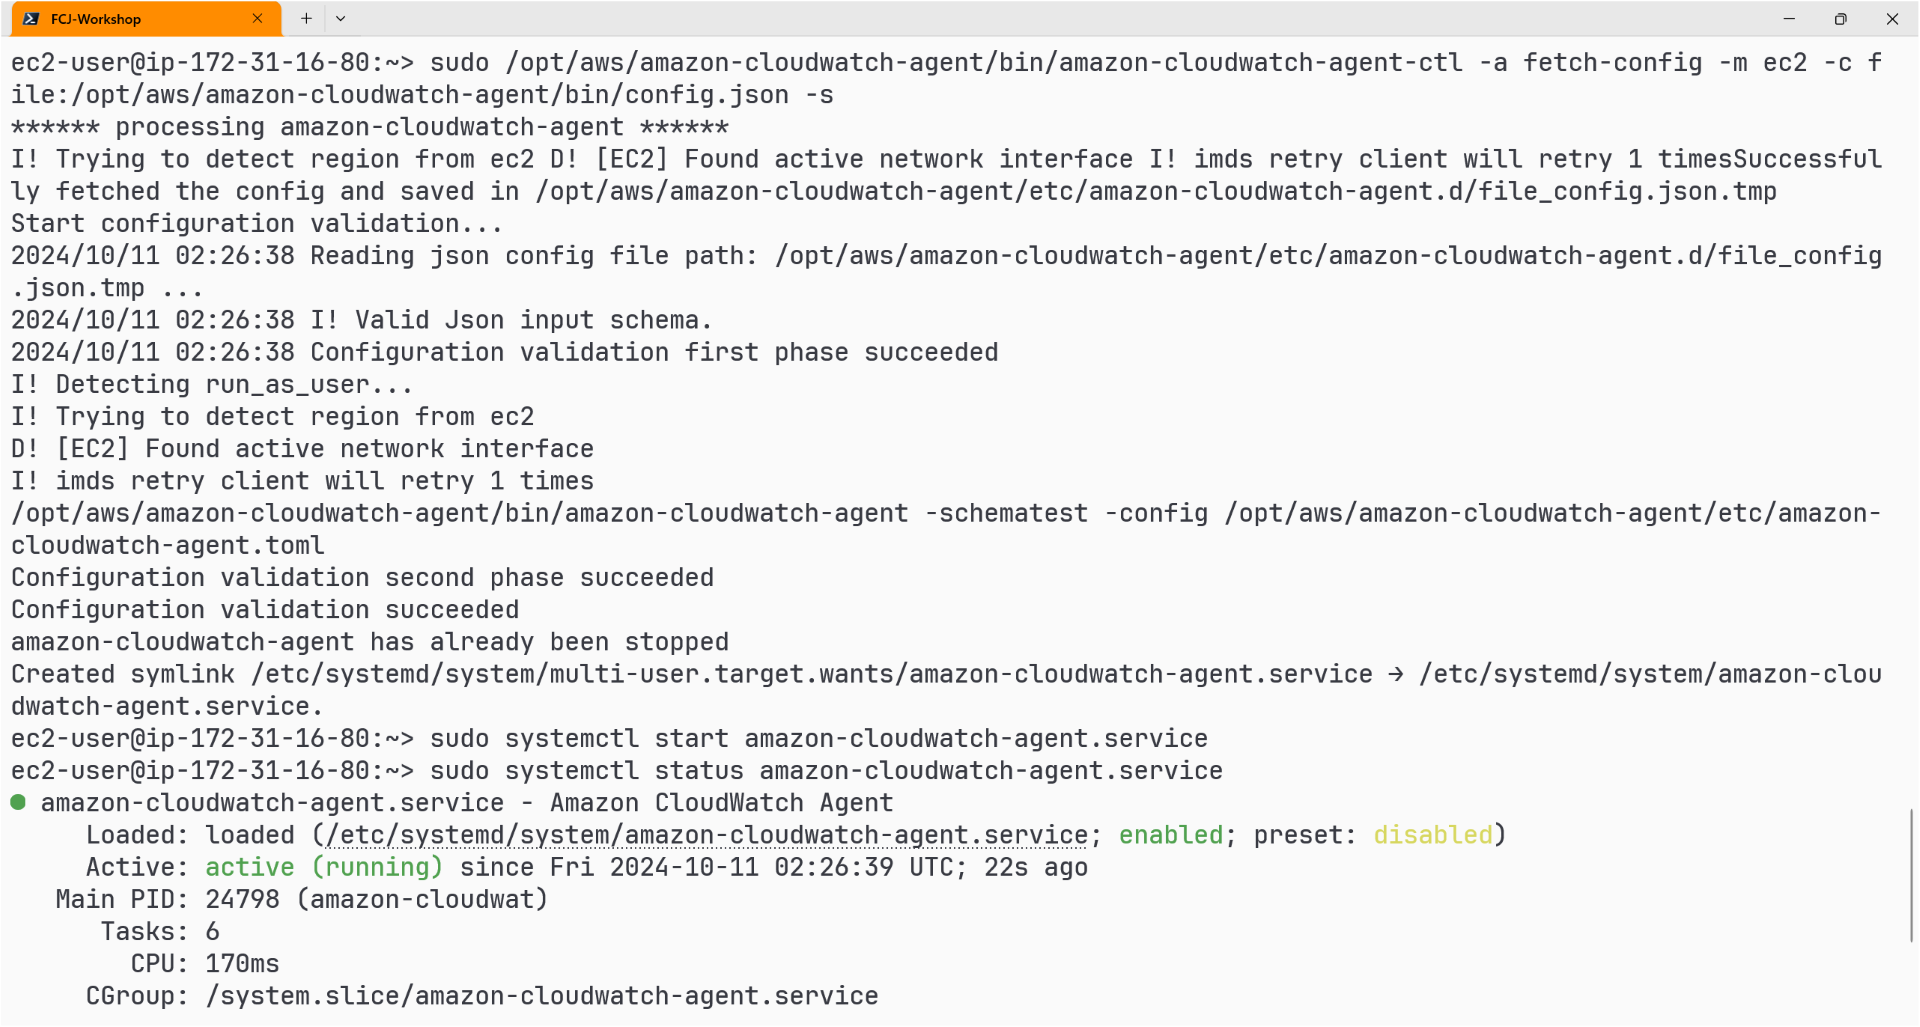 FCJ-Workshop
ec2-user@ip-172-31-16-80:~> sudo /opt/aws/amazon-cloudwatch-agent/bin/amazon-cloudwatch-agent-ctl -a fetch-config -m ec2 -c f
ile:/opt/aws/amazon-cloudwatch-agent/bin/config.json -s
****** processing amazon-cloudwatch-agent ******
I! Trying to detect region from ec2 D! [EC2] Found active network interface I! imds retry client will retry 1 timesSuccessful
ly fetched the config and saved in /opt/aws/amazon-cloudwatch-agent/etc/amazon-cloudwatch-agent.d/file_config.json.tmp
Start configuration validation...
2024/10/11 02:26:38 Reading json config file path: /opt/aws/amazon-cloudwatch-agent/etc/amazon-cloudwatch-agent.d/file_config
.json.tmp ...
2024/10/11 02:26:38 I! Valid Json input schema.
2024/10/11 02:26:38 Configuration validation first phase succeeded
I! Detecting run_as_user...
I! Trying to detect region from ec2
D! [EC2] Found active network interface
I! imds retry client will retry 1 times
/opt/aws/amazon-cloudwatch-agent/bin/amazon-cloudwatch-agent -schematest -config /opt/aws/amazon-cloudwatch-agent/etc/amazon-
cloudwatch-agent.toml
Configuration validation second phase succeeded
Configuration validation succeeded
amazon-cloudwatch-agent has already been stopped
Created symlink /etc/systemd/system/multi-user.target.wants/amazon-cloudwatch-agent.service → /etc/systemd/system/amazon-clou
dwatch-agent.service.
ec2-user@ip-172-31-16-80:~> sudo systemctl start amazon-cloudwatch-agent.service
ec2-user@ip-172-31-16-80:~> sudo systemctl status amazon-cloudwatch-agent.service
● amazon-cloudwatch-agent.service - Amazon CloudWatch Agent
Loaded: loaded (/etc/systemd/system/amazon-cloudwatch-agent.service; enabled; preset: disabled)
Active: active (running) since Fri 2024-10-11 02:26:39 UTC; 22s ago
Main PID: 24798 (amazon-cloudwat)
Tasks: 6
CPU: 170ms
CGroup: /system.slice/amazon-cloudwatch-agent.service